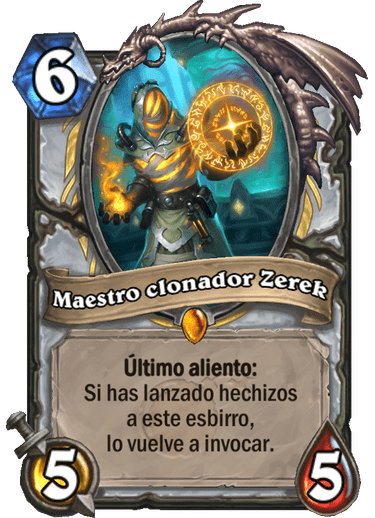 6
Maestro clonador Zerek
Último aliento:
Si has lanzado hechizos
a este esbirro,
lo vuelve a invocar.
5
5